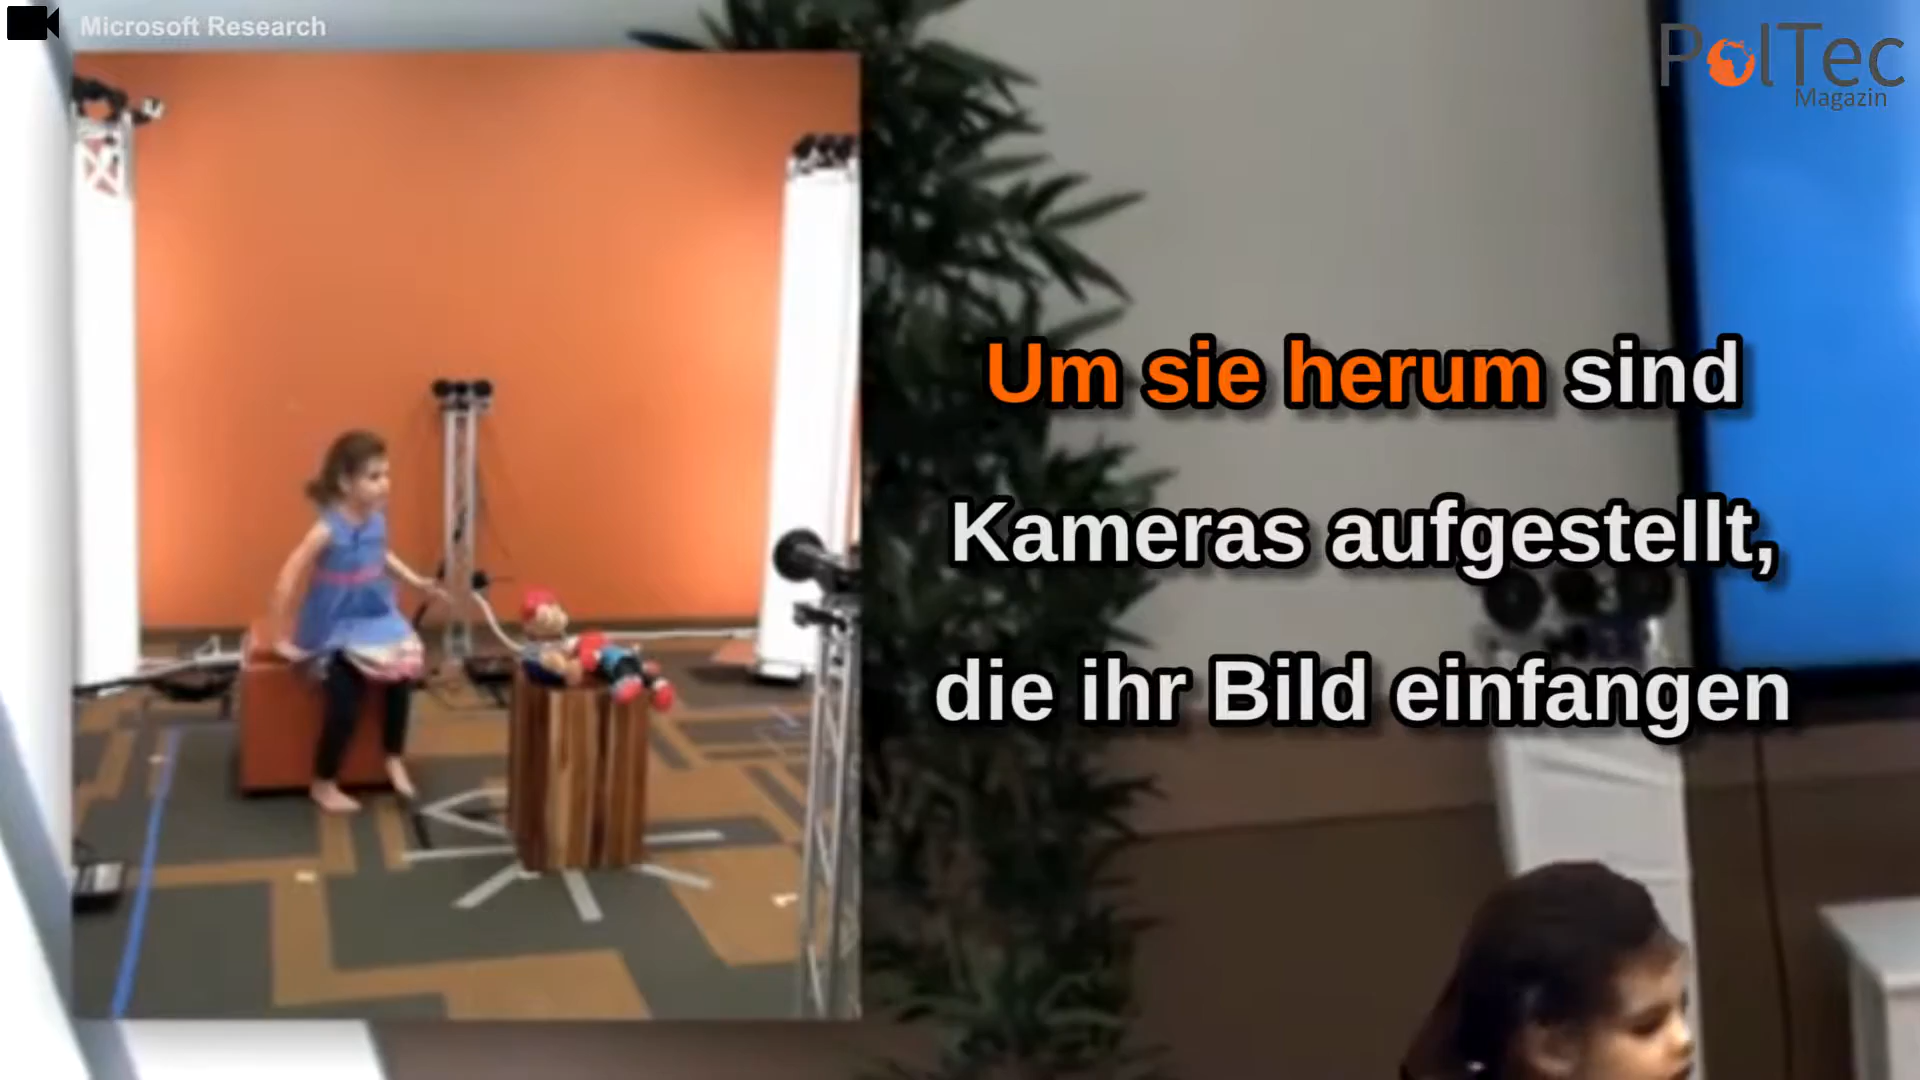 Microsoft Research
PolTec
Magazin
Um sie herum sind
Kameras aufgestellt,
die ihr Bild einfangen